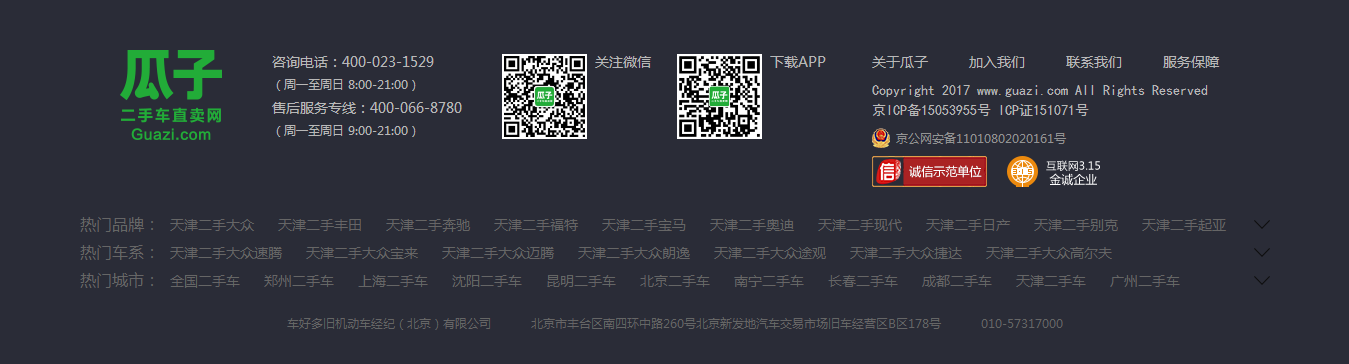 瓜子
二手车直卖网
Guazi.com
咨询电话：400-023-1529
（周一至周日 8:00-21:00）
售后服务专线：400-066-8780
（周一至周日 9:00-21:00）
瓜子
关注微信
瓜子
下载APP
关于瓜子 加入我们 联系我们 服务保障
Copyright 2017 www.guazi.com All Rights Reserved
京ICP备15053955号 ICP证151071号
京公网安备11010802020161号
信 诚信示范单位
315 互联网3.15
金诚企业
热门品牌： 天津二手大众 天津二手丰田 天津二手奔驰 天津二手福特 天津二手宝马 天津二手奥迪 天津二手现代 天津二手日产 天津二手别克 天津二手起亚
热门车系： 天津二手大众速腾 天津二手大众宝来 天津二手大众迈腾 天津二手大众朗逸 天津二手大众途观 天津二手大众捷达 天津二手大众高尔夫
热门城市： 全国二手车 郑州二手车 上海二手车 沈阳二手车 昆明二手车 北京二手车 南宁二手车 长春二手车 成都二手车 天津二手车 广州二手车
车好多旧机动车经纪（北京）有限公司 北京市丰台区南四环中路260号北京新发地汽车交易市场旧车经营区B区178号 010-57317000